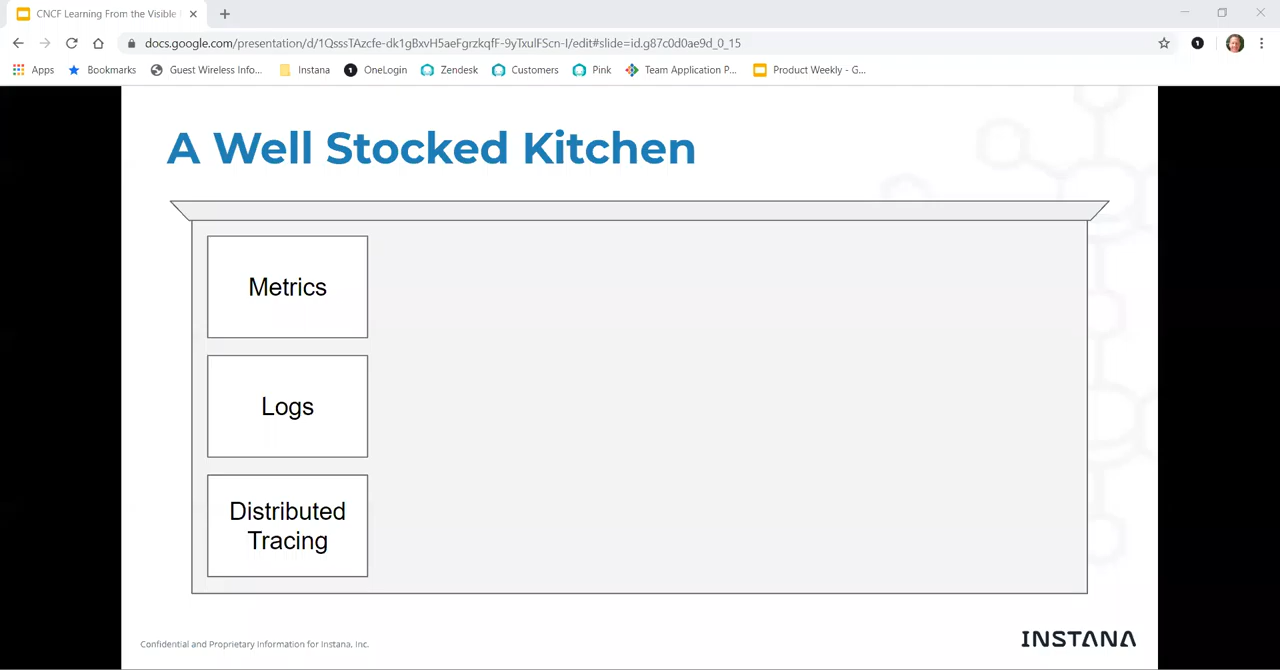 CNCF Learning From the Visible
docs.google.com/presentation/d/1QsssTAzcfe-dk1gBxvH5aeFgrzkqfF-9yTxulFScn-I/edit#slide=id.g87c0d0ae9d_0_15
Apps Bookmarks Guest Wireless Info... Instana 1 OneLogin Zendesk Customers Pink Team Application P... Product Weekly - G...
A Well Stocked Kitchen
Metrics
Logs
Distributed
Tracing
Confidential and Proprietary Information for Instana, Inc.
INSTANA